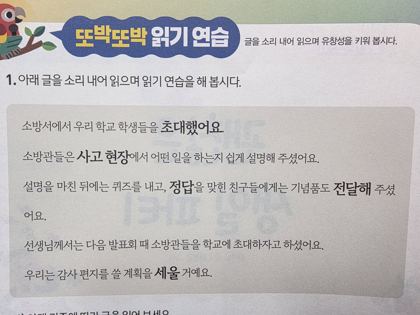 또박또박 읽기 연습
글을 소리 내어 읽으며 유창성을 키워 봅시다.
1. 아래 글을 소리 내어 읽으며 읽기 연습을 해 봅시다.
소방서에서 우리 학교 학생들을 초대했어요.
소방관들은 사고 현장에서 어떤 일을 하는지 쉽게 설명해 주셨어요.
설명을 마친 뒤에는 퀴즈를 내고, 정답을 맞힌 친구들에게는 기념품도 전달해 주셨
어요.
선생님께서는 다음 발표회 때 소방관들을 학교에 초대하자고 하셨어요.
우리는 감사 편지를 쓸 계획을 세울 거예요.